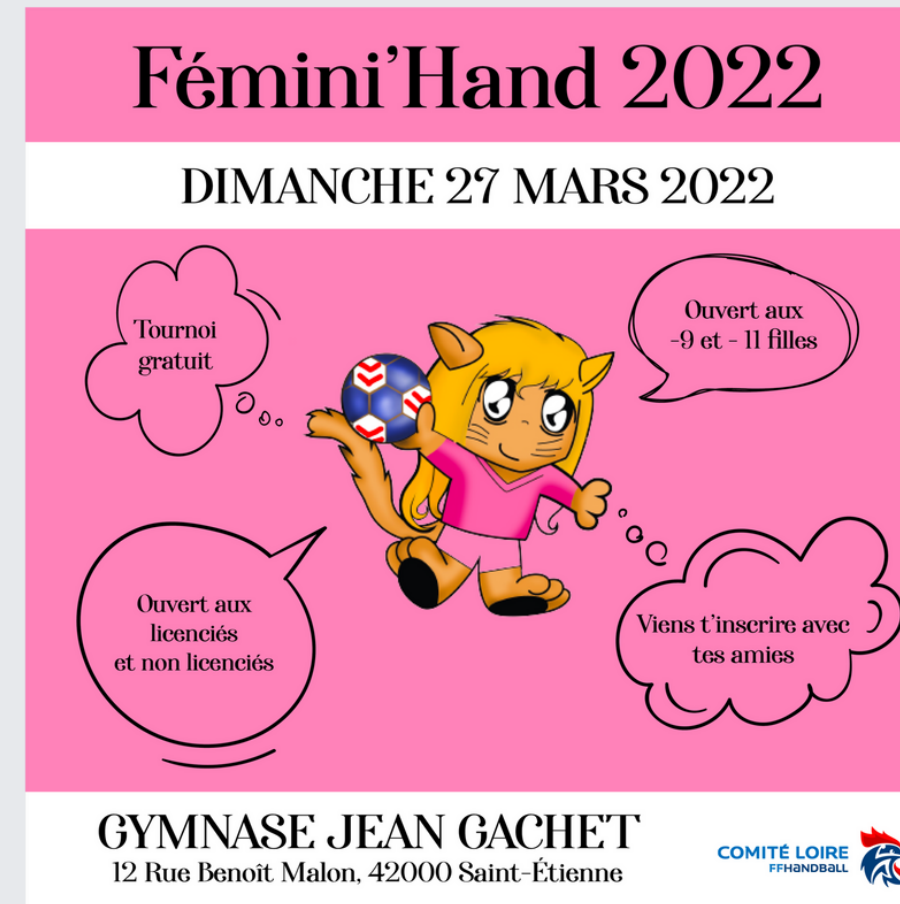 Fémini'Hand 2022
DIMANCHE 27 MARS 2022
Tournoi
gratuit
Ouvert aux
-9 et - 11 filles
Ouvert aux
licenciés
et non licenciés
Viens t'inscrire avec
tes amies
GYMNASE JEAN GACHET
12 Rue Benoît Malon, 42000 Saint-Étienne
COMITÉ LOIRE
FFHANDBALL